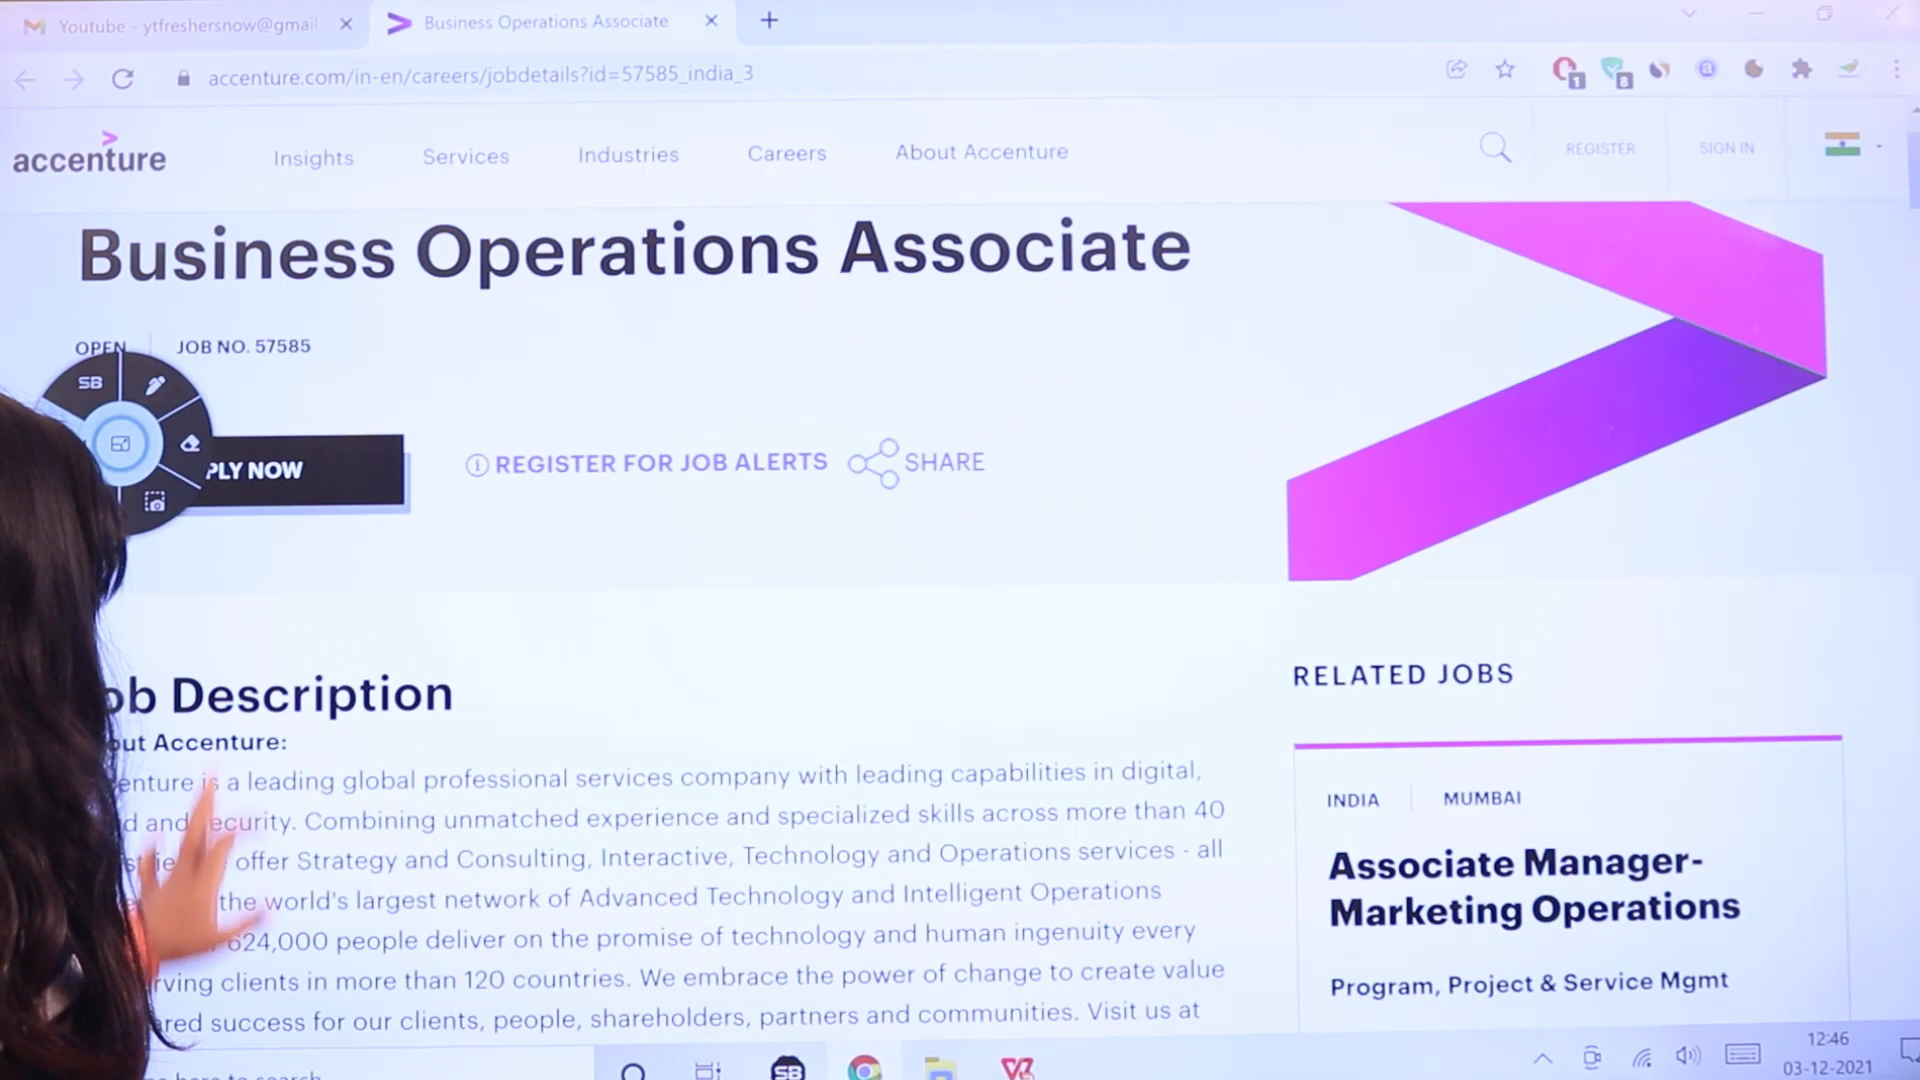 Youtube - ytfreshersnow@gmail.
Business Operations Associate
accenture.com/in-en/careers/jobdetails?id=57585_india_3
1
8
a
accenture
Insights
Services
Industries
Careers
About Accenture
REGISTER
SIGN IN
Business Operations Associate
OPEN
JOB NO. 57585
SB
PLY NOW
REGISTER FOR JOB ALERTS
SHARE
ob Description
out Accenture:
enture is a leading global professional services company with leading capabilities in digital,
d and ecurity. Combining unmatched experience and specialized skills across more than 40
offer Strategy and Consulting, Interactive, Technology and Operations services - all
the world's largest network of Advanced Technology and Intelligent Operations
624,000 people deliver on the promise of technology and human ingenuity every
rving clients in more than 120 countries. We embrace the power of change to create value
ared success for our clients, people, shareholders, partners and communities. Visit us at
RELATED JOBS
INDIA
MUMBAI
Associate Manager-
Marketing Operations
Program, Project & Service Mgmt
here to search
SB
12:46
03-12-2021